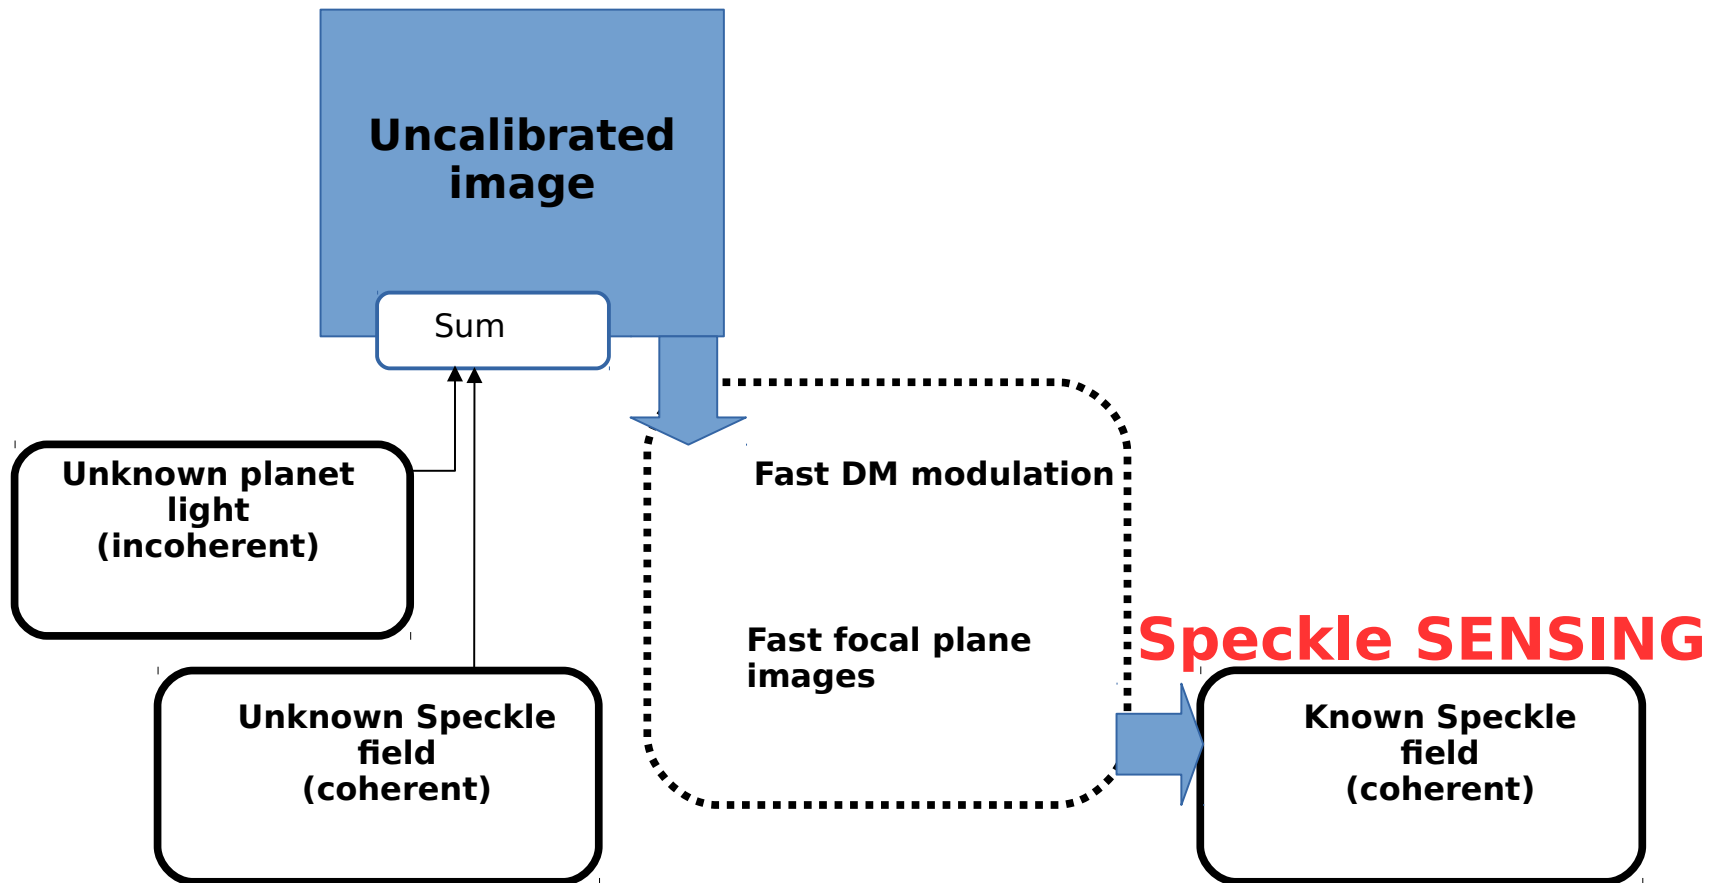 Uncalibrated
image
Sum
Unknown planet
light
(incoherent)
Fast DM modulation
Fast focal plane
images
Speckle SENSING
Unknown Speckle
field
(coherent)
Known Speckle
field
(coherent)